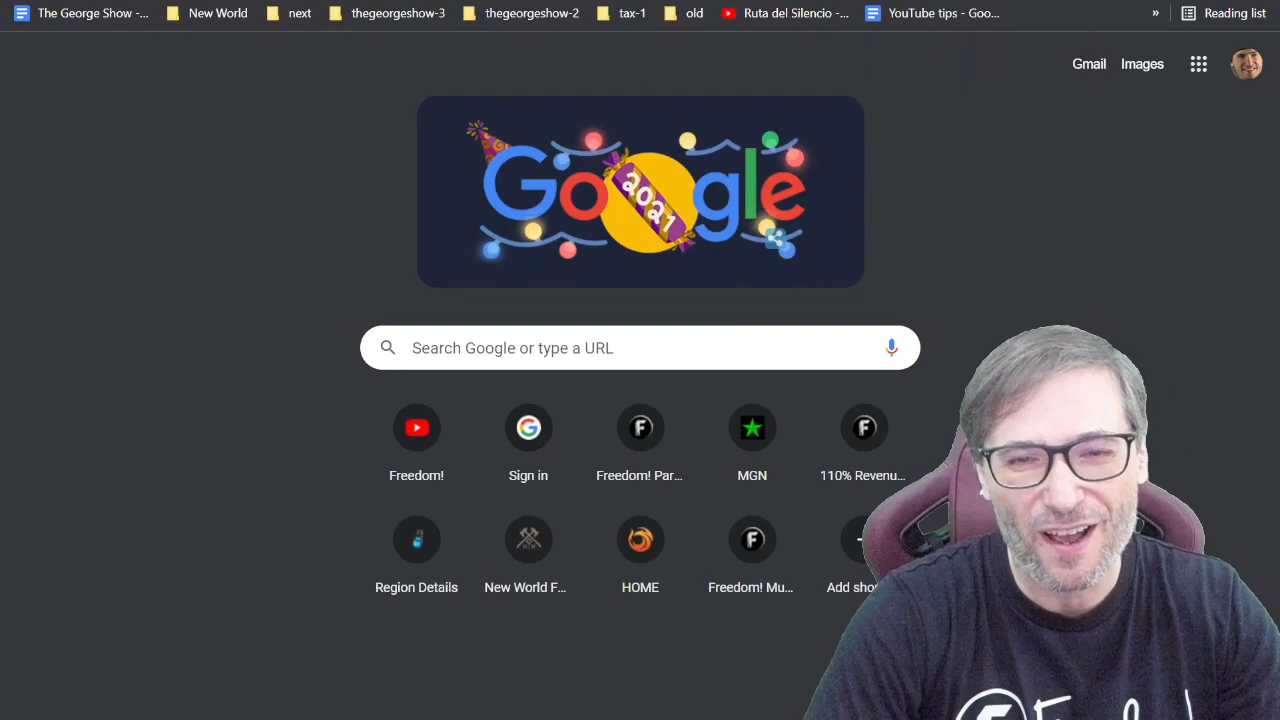 The George Show -... New World next thegeorgeshow-3 thegeorgeshow-2 tax-1 old Ruta del Silencio -... YouTube tips - Goo... » Reading list
Gmail Images
Google
2021
Search Google or type a URL
Freedom! Sign in Freedom! Par... MGN 110% Revenu...
Region Details New World F... HOME Freedom! Mu... Add sho